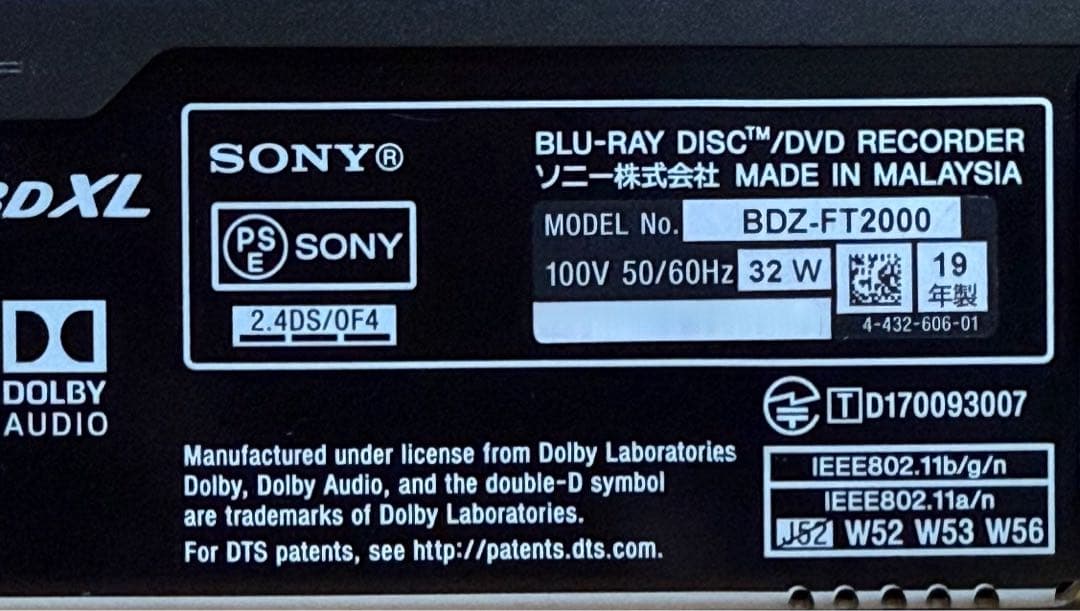 BDXL
DOLBY
AUDIO
SONY®
PSE SONY
2.4DS/OF4
BLU-RAY DISC™/DVD RECORDER
ソニー株式会社 MADE IN MALAYSIA
MODEL No. BDZ-FT2000
100V 50/60Hz 32 W
19
年製
4-432-606-01
T D170093007
IEEE802.11b/g/n
IEEE802.11a/n
J52 W52 W53 W56
Manufactured under license from Dolby Laboratories
Dolby, Dolby Audio, and the double-D symbol
are trademarks of Dolby Laboratories.
For DTS patents, see http://patents.dts.com.